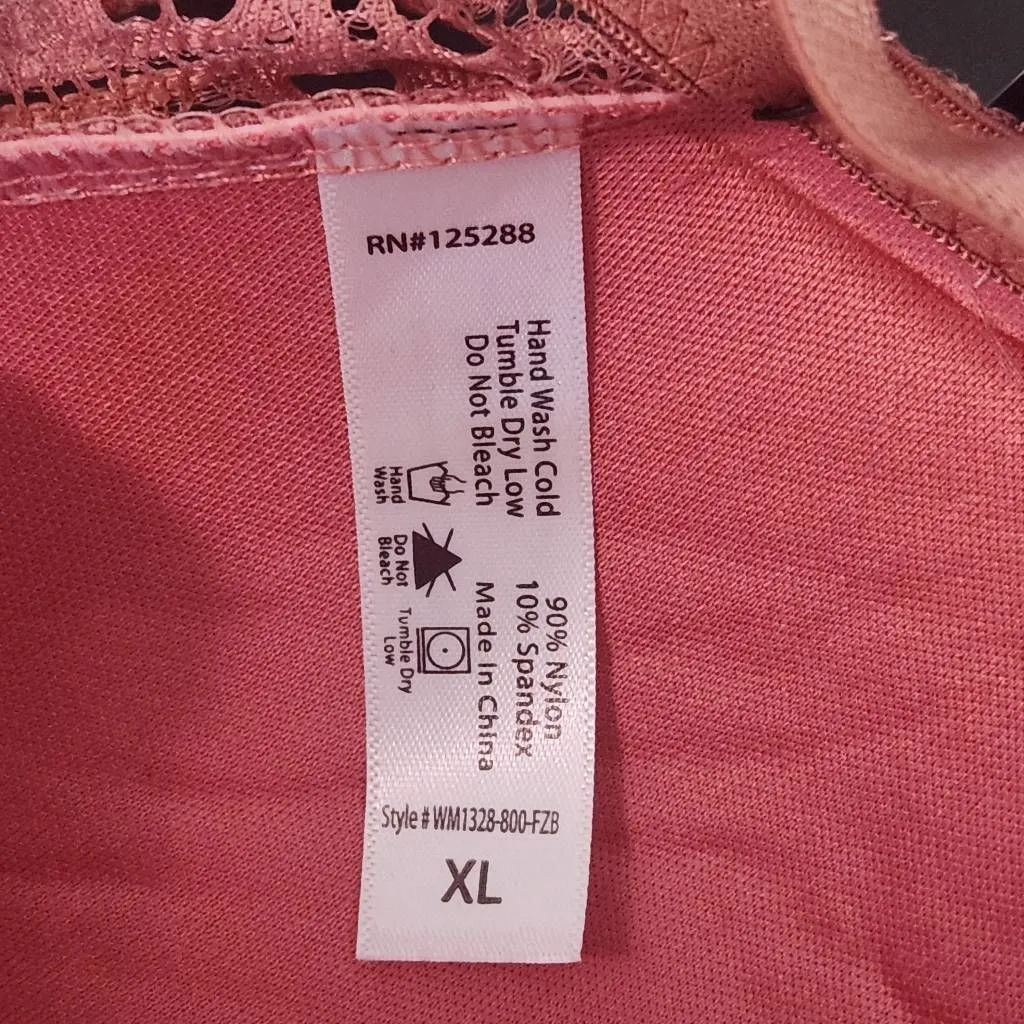 RN#125288
Hand Wash Cold
Tumble Dry Low
Do Not Bleach
90% Nylon
10% Spandex
Made In China
Hand
Wash
Do Not
Bleach
Tumble Dry
Low
Style # WM1328-800-FZB
XL